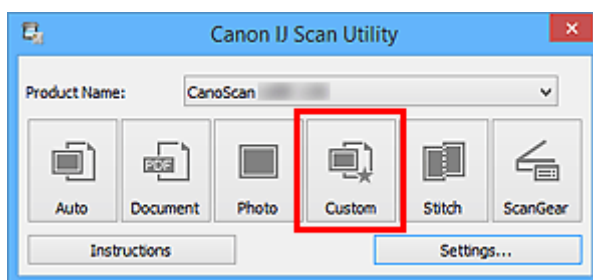 Canon IJ Scan Utility
Product Name: CanoScan
PDF
Auto Document Photo Custom Stitch ScanGear
Instructions Settings...